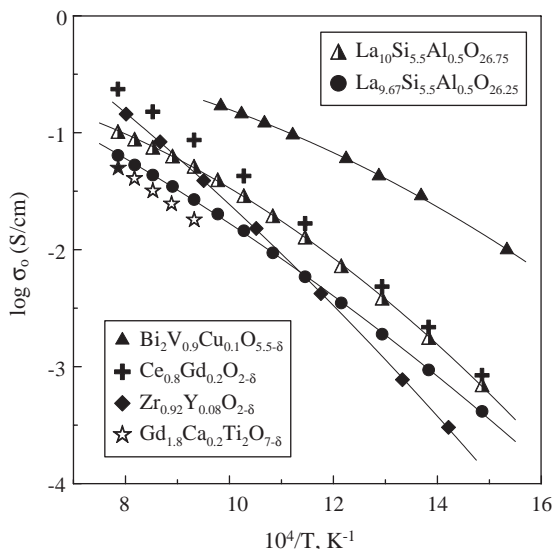 0
-1
-2
-3
-4
log σₒ (S/cm)
La₁₀Si₅.₅Al₀.₅O₂₆.₇₅
La₉.₆₇Si₅.₅Al₀.₅O₂₆.₂₅
Bi₂V₀.₉Cu₀.₁O₅.₅₋δ
Ce₀.₈Gd₀.₂O₂₋δ
Zr₀.₉₂Y₀.₀₈O₂₋δ
Gd₁.₈Ca₀.₂Ti₂O₇₋δ
8 10 12 14 16
10⁴/T, K⁻¹